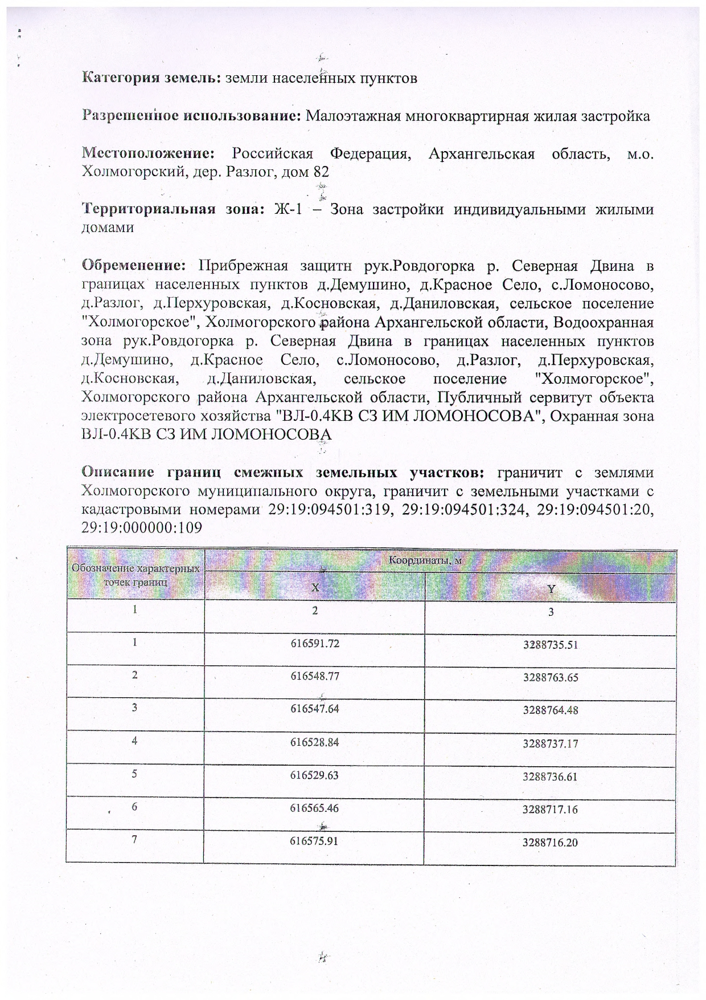 Категория земель: земли населенных пунктов
Разрешенное использование: Малоэтажная многоквартирная жилая застройка
Местоположение: Российская Федерация, Архангельская область, м.о.
Холмогорский, дер. Разлог, дом 82
Территориальная зона: Ж-1 – Зона застройки индивидуальными жилыми
домами
Обременение: Прибрежная защитн рук.Ровдогорка р. Северная Двина в
границах населенных пунктов д.Демушино, д.Красное Село, с.Ломоносово,
д.Разлог, д.Перхуровская, д.Косновская, д.Даниловская, сельское поселение
"Холмогорское", Холмогорского района Архангельской области, Водоохранная
зона рук.Ровдогорка р. Северная Двина в границах населенных пунктов
д.Демушино, д.Красное Село, с.Ломоносово, д.Разлог, д.Перхуровская,
д.Косновская, д.Даниловская, сельское поселение "Холмогорское",
Холмогорского района Архангельской области, Публичный сервитут объекта
электросетевого хозяйства "ВЛ-0.4КВ СЗ ИМ ЛОМОНОСОВА", Охранная зона
ВЛ-0.4КВ СЗ ИМ ЛОМОНОСОВА
Описание границ смежных земельных участков: граничит с землями
Холмогорского муниципального округа, граничит с земельными участками с
кадастровыми номерами 29:19:094501:319, 29:19:094501:324, 29:19:094501:20,
29:19:000000:109
Обозначение характерных точек границ Координаты, м
X Y
1 2 3
1 616591.72 3288735.51
2 616548.77 3288763.65
3 616547.64 3288764.48
4 616528.84 3288737.17
5 616529.63 3288736.61
6 616565.46 3288717.16
7 616575.91 3288716.20